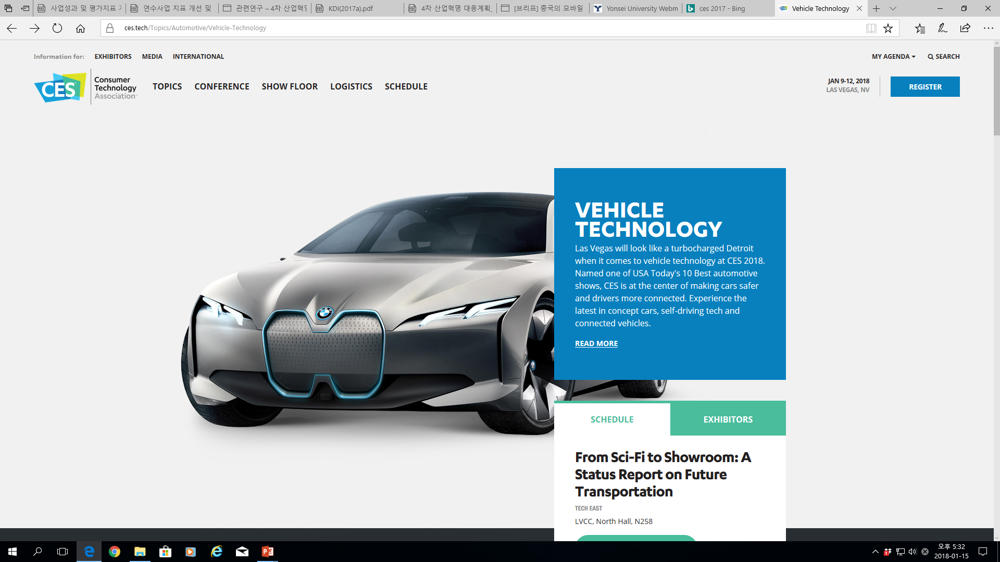 사업성과 및 평가지표
연수사업 지표 개선 및
관련연구 – 4차 산업혁명
KDI(2017a).pdf
4차 산업혁명 대응계획_
[브리프] 중국의 모바일
Yonsei University Webm
ces 2017 - Bing
Vehicle Technology
ces.tech/Topics/Automotive/Vehicle-Technology
Information for: EXHIBITORS MEDIA INTERNATIONAL
MY AGENDA SEARCH
CES
Consumer
Technology
Association
TOPICS CONFERENCE SHOW FLOOR LOGISTICS SCHEDULE
JAN 9-12, 2018
LAS VEGAS, NV
REGISTER
VEHICLE
TECHNOLOGY
Las Vegas will look like a turbocharged Detroit
when it comes to vehicle technology at CES 2018.
Named one of USA Today's 10 Best automotive
shows, CES is at the center of making cars safer
and drivers more connected. Experience the
latest in concept cars, self-driving tech and
connected vehicles.
READ MORE
SCHEDULE EXHIBITORS
From Sci-Fi to Showroom: A
Status Report on Future
Transportation
TECH EAST
LVCC, North Hall, N258
오후 5:32
2018-01-15